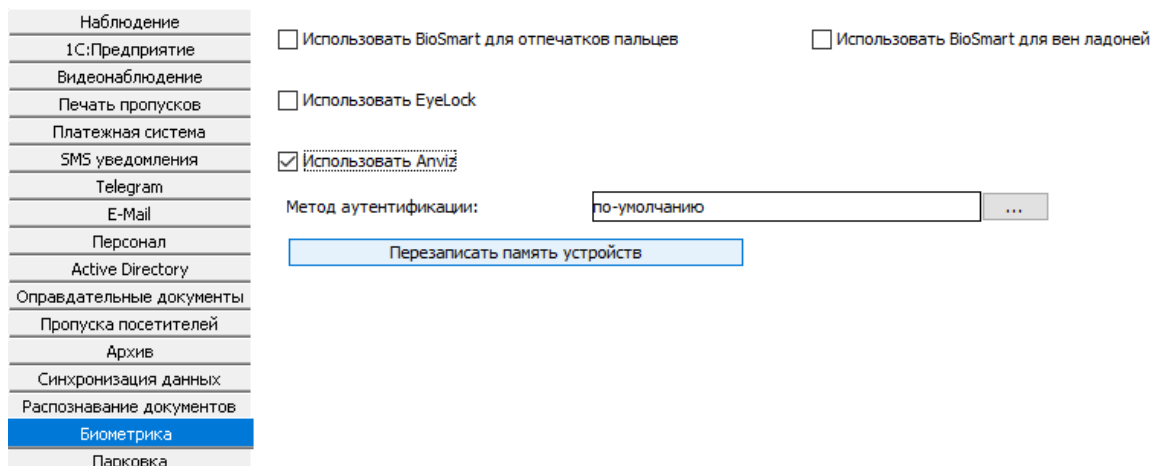 Наблюдение
1С:Предприятие
Видеонаблюдение
Печать пропусков
Платежная система
SMS уведомления
Telegram
E-Mail
Персонал
Active Directory
Оправдательные документы
Пропуска посетителей
Архив
Синхронизация данных
Распознавание документов
Биометрика
Парковка
Использовать BioSmart для отпечатков пальцев
Использовать BioSmart для вен ладоней
Использовать EyeLock
Использовать Anviz
Метод аутентификации: по-умолчанию ...
Перезаписать память устройств